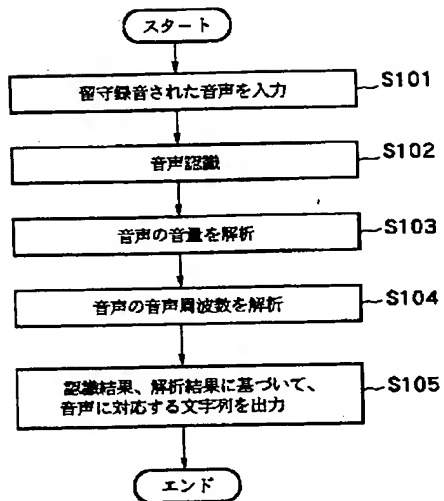 スタート
留守録音された音声を入力
S101
音声認識
S102
音声の音量を解析
S103
音声の音声周波数を解析
S104
認識結果、解析結果に基づいて、
音声に対応する文字列を出力
S105
エンド